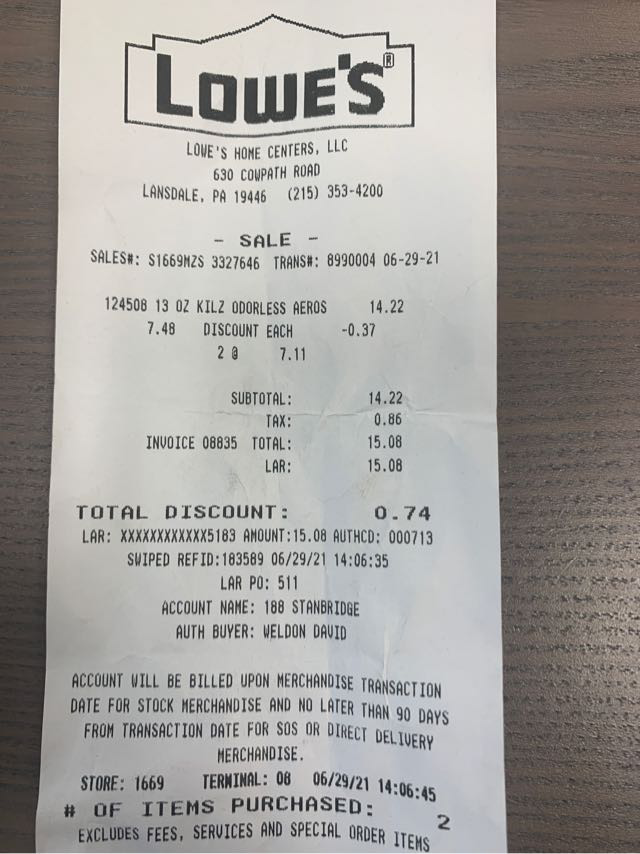 LOWE'S®
LOWE'S HOME CENTERS, LLC
630 COWPATH ROAD
LANSDALE, PA 19446 (215) 353-4200
- SALE -
SALES#: S1669MZS 3327646 TRANS#: 8990004 06-29-21
124508 13 OZ KILZ ODORLESS AEROS 14.22
7.48 DISCOUNT EACH -0.37
2 @ 7.11
SUBTOTAL: 14.22
TAX: 0.86
INVOICE 08835 TOTAL: 15.08
LAR: 15.08
TOTAL DISCOUNT: 0.74
LAR: XXXXXXXXXXXX5183 AMOUNT:15.08 AUTHCD: 000713
SWIPED REFID:183589 06/29/21 14:06:35
LAR PO: 511
ACCOUNT NAME: 188 STANBRIDGE
AUTH BUYER: WELDON DAVID
ACCOUNT WILL BE BILLED UPON MERCHANDISE TRANSACTION
DATE FOR STOCK MERCHANDISE AND NO LATER THAN 90 DAYS
FROM TRANSACTION DATE FOR SOS OR DIRECT DELIVERY
MERCHANDISE.
STORE: 1669 TERMINAL: 08 06/29/21 14:06:45
# OF ITEMS PURCHASED: 2
EXCLUDES FEES, SERVICES AND SPECIAL ORDER ITEMS